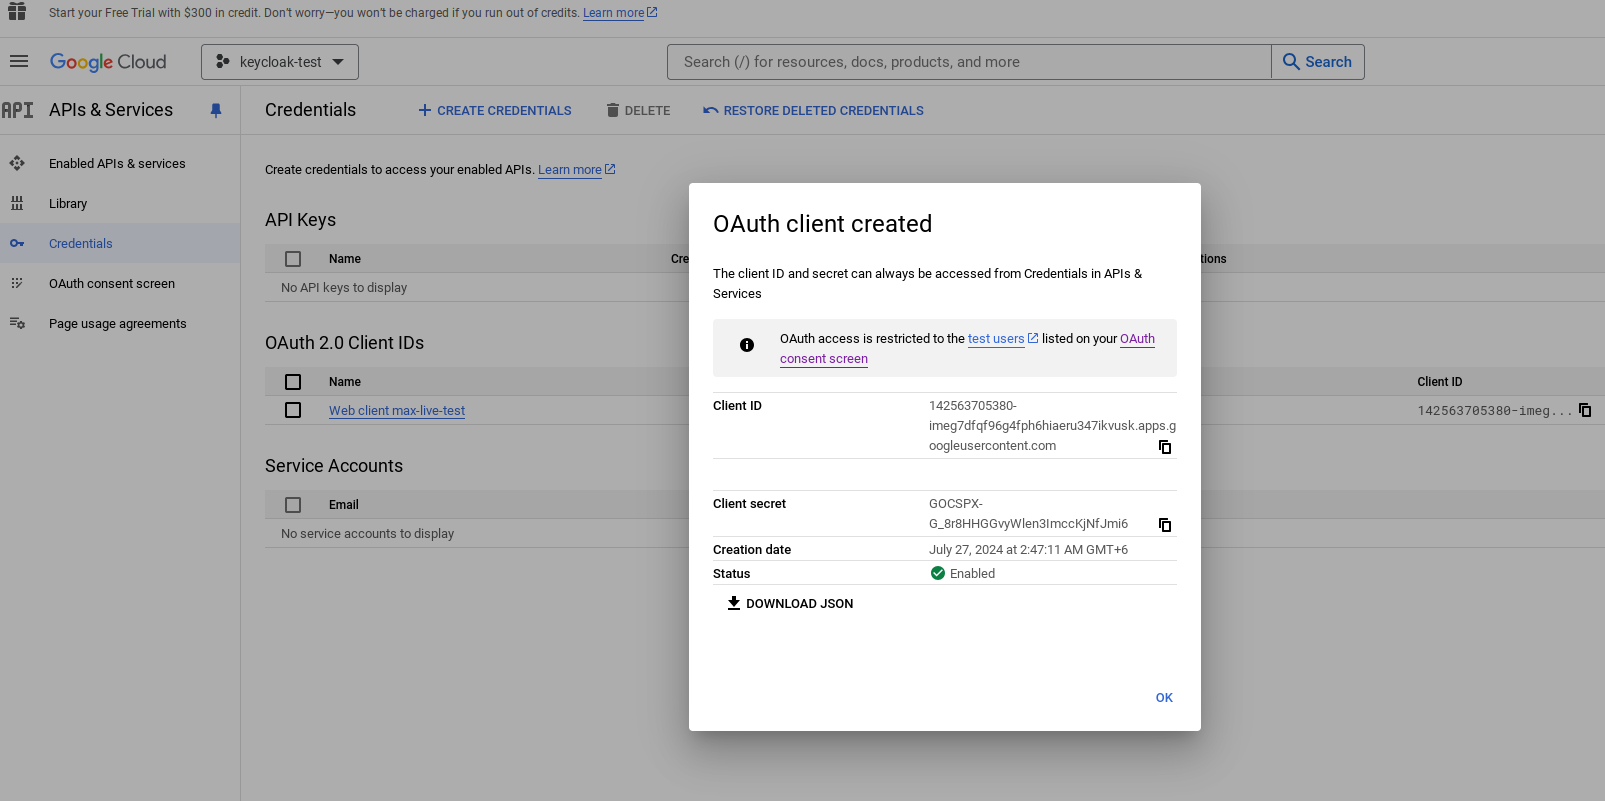 Start your Free Trial with $300 in credit. Don't worry—you won't be charged if you run out of credits. Learn more
Google Cloud
keycloak-test
Search (/) for resources, docs, products, and more
Search
API
APIs & Services
Credentials
CREATE CREDENTIALS
DELETE
RESTORE DELETED CREDENTIALS
Enabled APIs & services
Library
Credentials
OAuth consent screen
Page usage agreements
Create credentials to access your enabled APIs. Learn more
API Keys
Name
Cre
tions
No API keys to display
OAuth 2.0 Client IDs
Name
Client ID
Web client max-live-test
142563705380-imeg...
Service Accounts
Email
No service accounts to display
OAuth client created
The client ID and secret can always be accessed from Credentials in APIs &
Services
OAuth access is restricted to the test users listed on your OAuth
consent screen
Client ID
142563705380-
imeg7dfqf96g4fph6hiaeru347ikvusk.apps.g
oogleusercontent.com
Client secret
GOCSPX-
G_8r8HHGGvyWlen3ImccKjNfJmi6
Creation date
July 27, 2024 at 2:47:11 AM GMT+6
Status
Enabled
DOWNLOAD JSON
OK